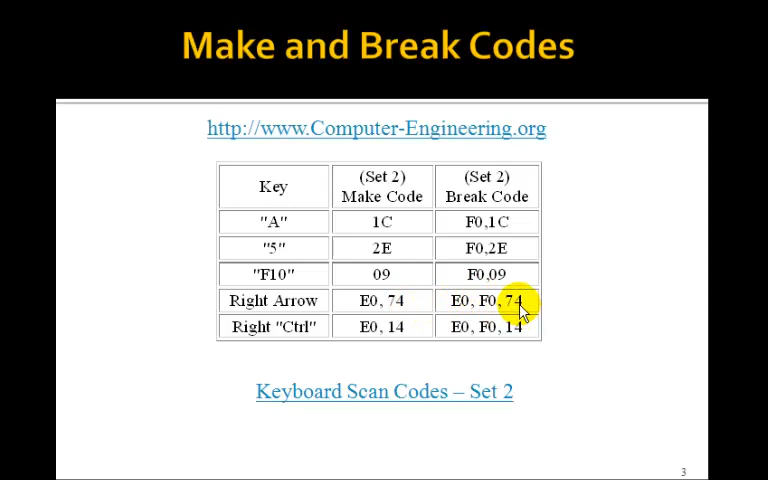 Make and Break Codes
http://www.Computer-Engineering.org
Key (Set 2) Make Code (Set 2) Break Code
"A" 1C F0,1C
"5" 2E F0,2E
"F10" 09 F0,09
Right Arrow E0, 74 E0, F0, 74
Right "Ctrl" E0, 14 E0, F0, 14
Keyboard Scan Codes – Set 2
3